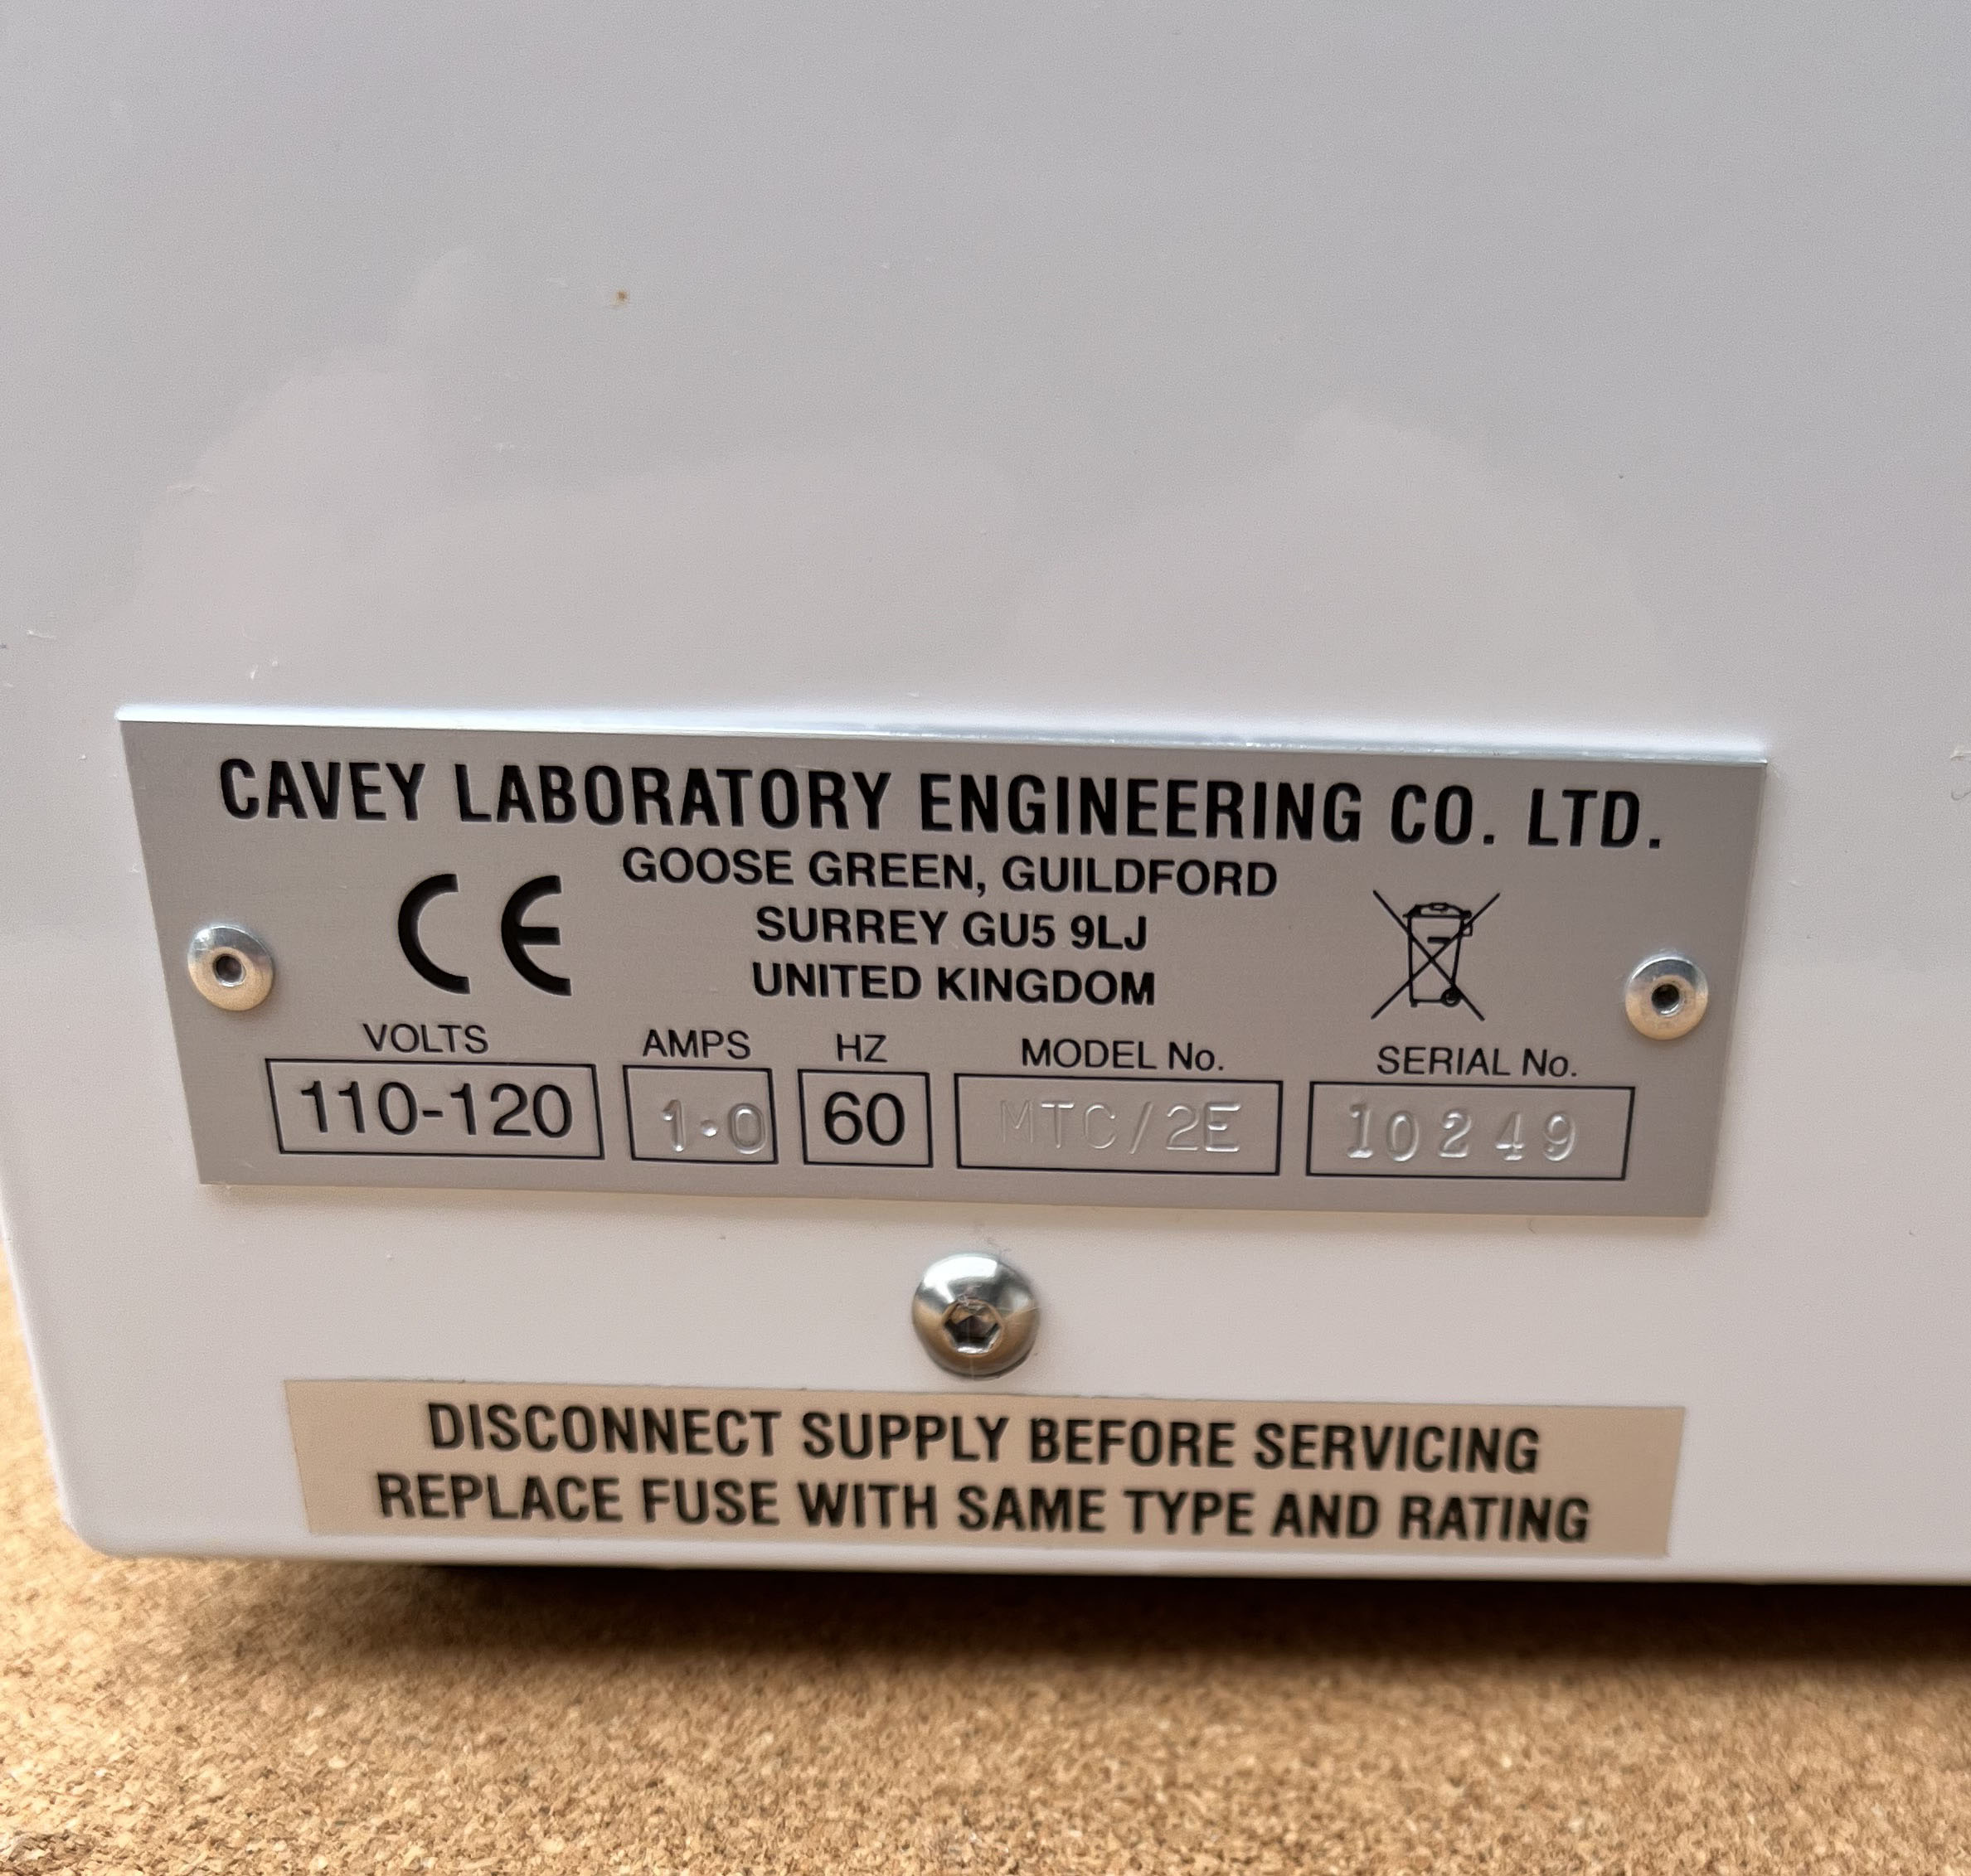 CAVEY LABORATORY ENGINEERING CO. LTD.
GOOSE GREEN, GUILDFORD
SURREY GU5 9LJ
UNITED KINGDOM
CE
VOLTS AMPS HZ MODEL No. SERIAL No.
110-120 1·0 60 MTC/2E 10249
DISCONNECT SUPPLY BEFORE SERVICING
REPLACE FUSE WITH SAME TYPE AND RATING